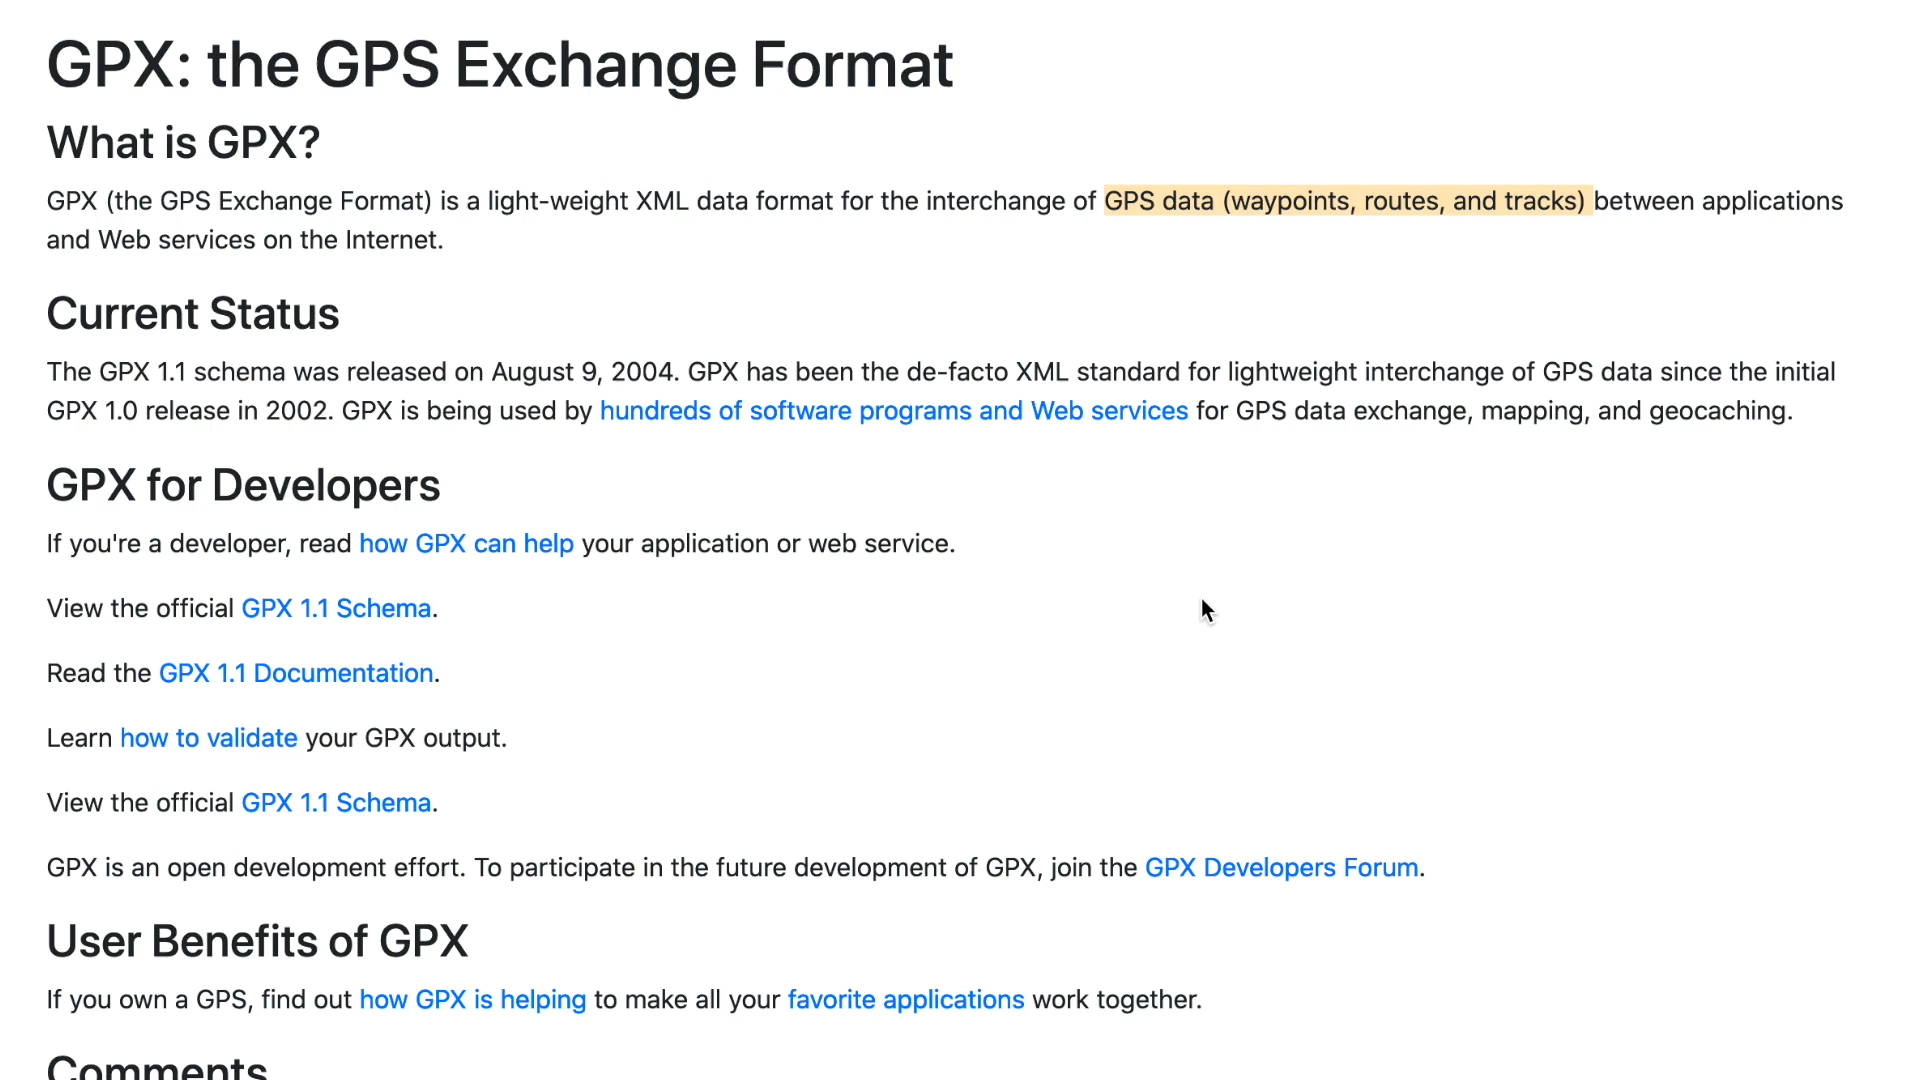 GPX: the GPS Exchange Format
What is GPX?
GPX (the GPS Exchange Format) is a light-weight XML data format for the interchange of GPS data (waypoints, routes, and tracks) between applications
and Web services on the Internet.
Current Status
The GPX 1.1 schema was released on August 9, 2004. GPX has been the de-facto XML standard for lightweight interchange of GPS data since the initial
GPX 1.0 release in 2002. GPX is being used by hundreds of software programs and Web services for GPS data exchange, mapping, and geocaching.
GPX for Developers
If you're a developer, read how GPX can help your application or web service.
View the official GPX 1.1 Schema.
Read the GPX 1.1 Documentation.
Learn how to validate your GPX output.
View the official GPX 1.1 Schema.
GPX is an open development effort. To participate in the future development of GPX, join the GPX Developers Forum.
User Benefits of GPX
If you own a GPS, find out how GPX is helping to make all your favorite applications work together.
Comments